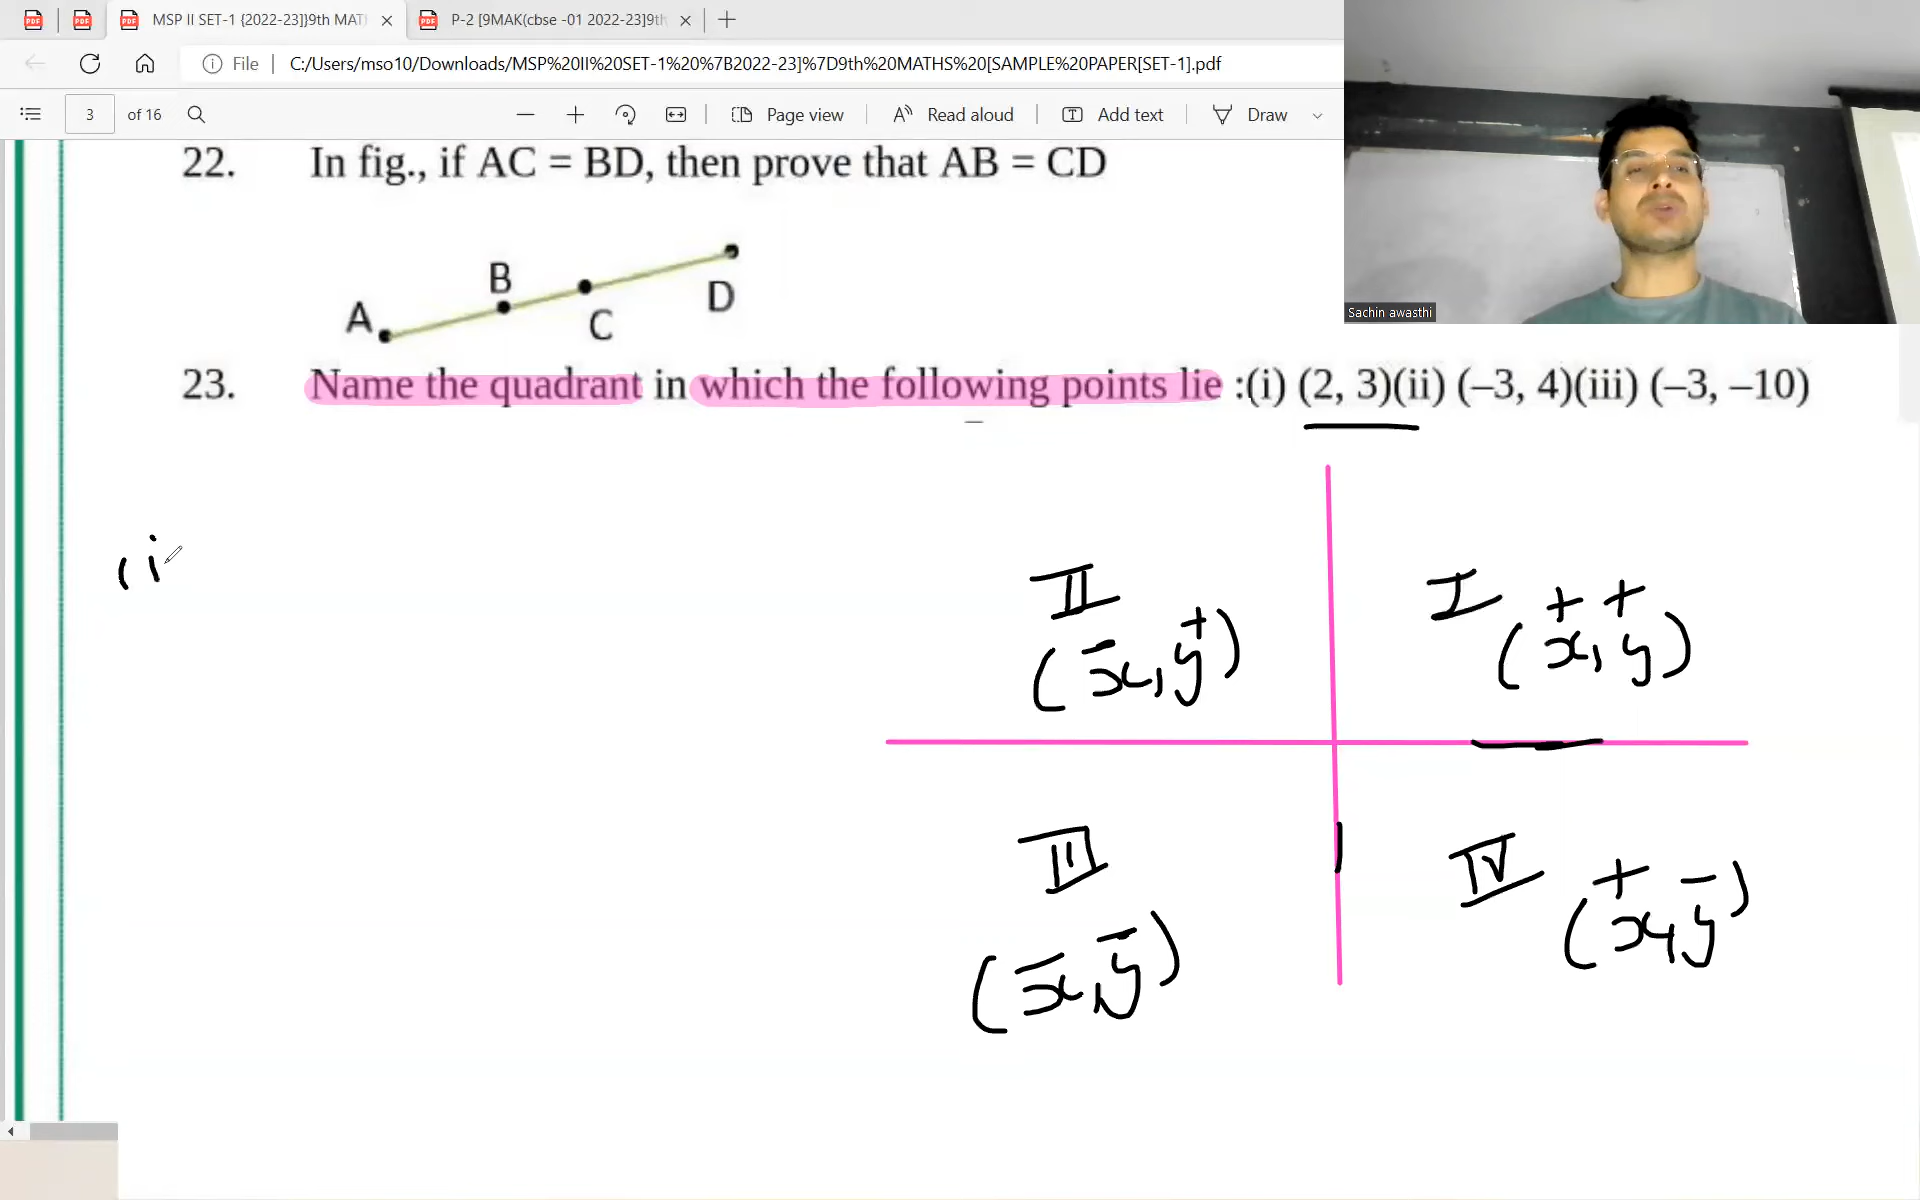 MSP II SET-1 {2022-23]}9th MAT
P-2 [9MAK(cbse -01 2022-23]9th
File
C:/Users/mso10/Downloads/MSP%20II%20SET-1%20%7B2022-23]%7D9th%20MATHS%20[SAMPLE%20PAPER[SET-1].pdf
3 of 16
Page view
Read aloud
Add text
Draw
22. In fig., if AC = BD, then prove that AB = CD
A B C D
Sachin awasthi
23. Name the quadrant in which the following points lie :(i) (2, 3)(ii) (–3, 4)(iii) (–3, –10)
(i
II
(x̄, y⁺)
I
+ +
(x, y)
III
(x̄, ȳ)
IV
+ −
(x, y)